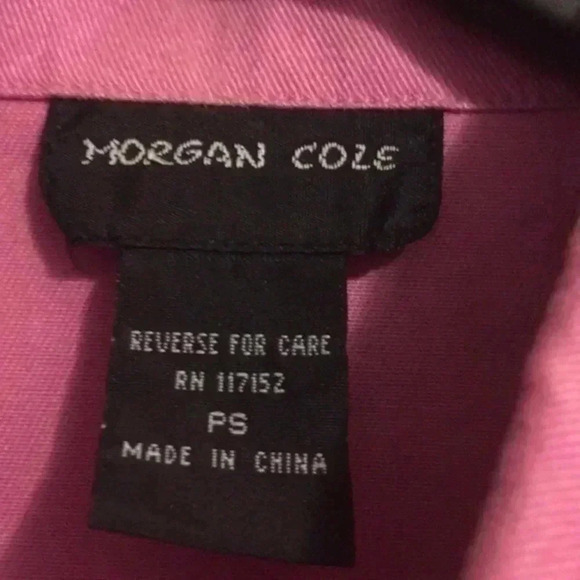 MORGAN COLE
REVERSE FOR CARE
RN 117152
PS
MADE IN CHINA